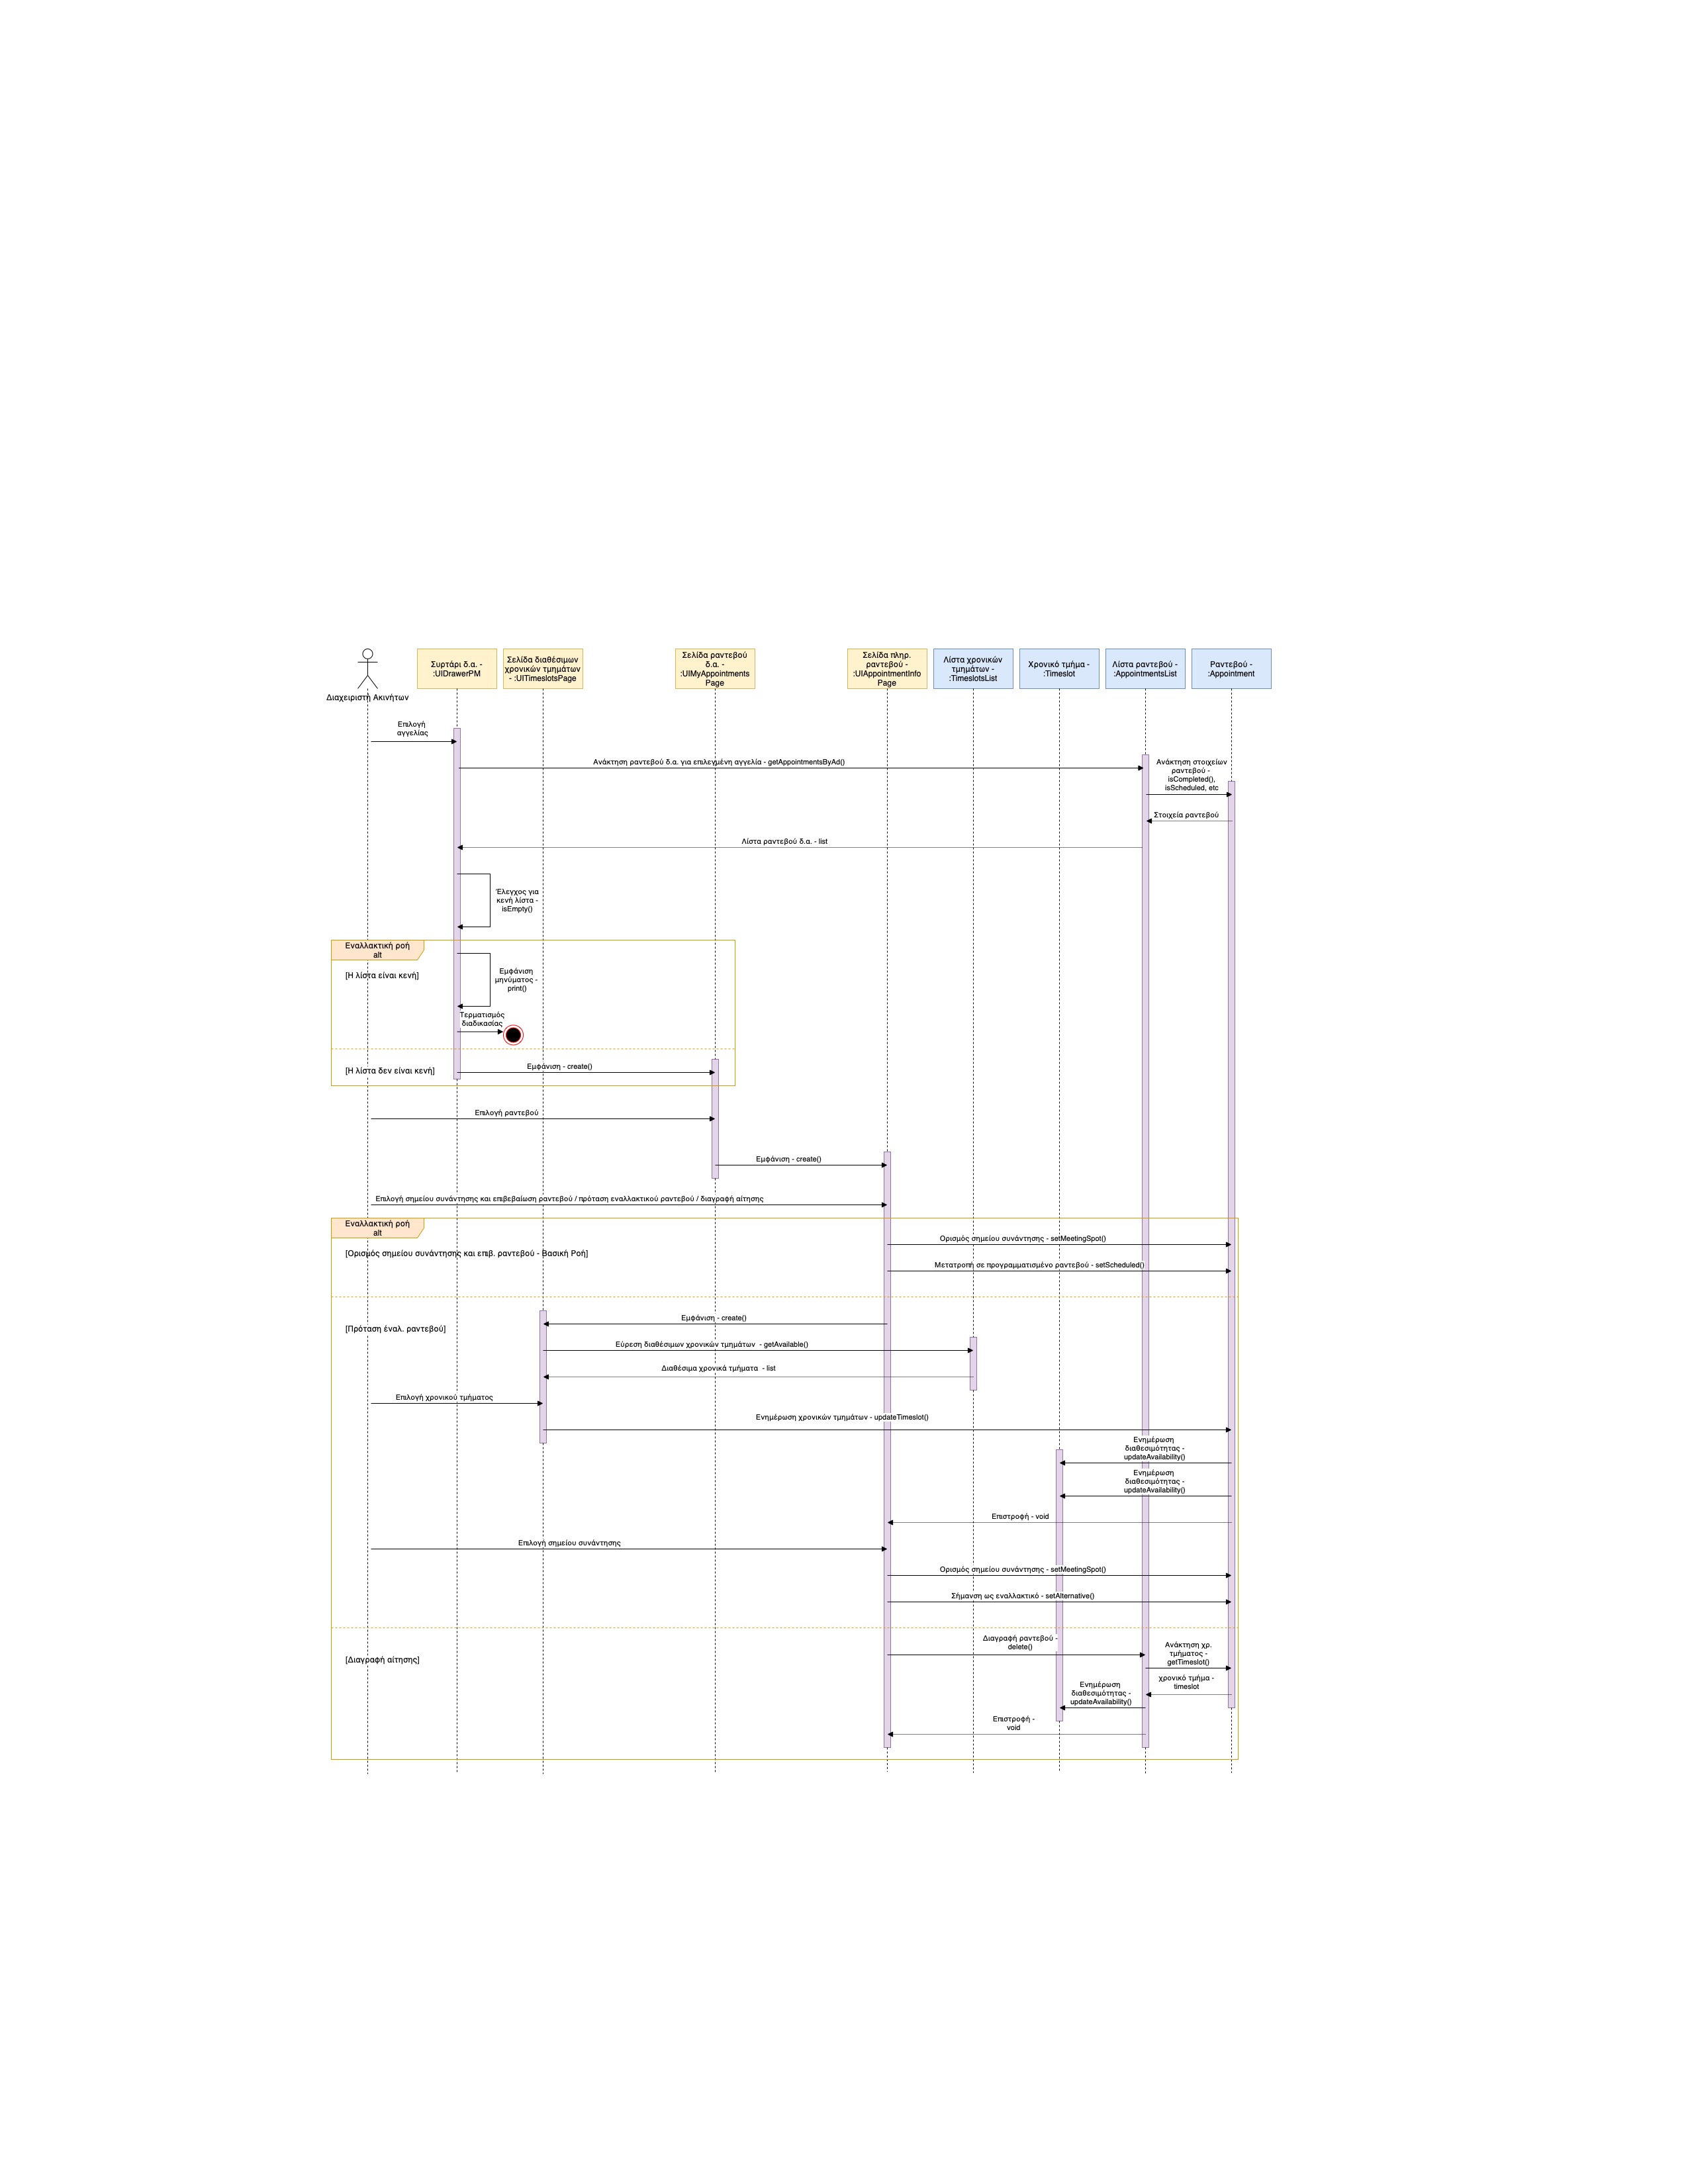 Συρτάρι δ.α. -
:UIDrawerPM
Σελίδα διαθέσιμων
χρονικών τμημάτων
- :UITimeslotsPage
Σελίδα ραντεβού
δ.α. -
:UIMyAppointments
Page
Σελίδα πληρ.
ραντεβού -
:UIAppointmentInfo
Page
Λίστα χρονικών
τμημάτων -
:TimeslotsList
Χρονικό τμήμα -
:Timeslot
Λίστα ραντεβού -
:AppointmentsList
Ραντεβού -
:Appointment
Διαχειριστή Ακινήτων
Επιλογή
αγγελίας
Ανάκτηση ραντεβού δ.α. για επιλεγμένη αγγελία - getAppointmentsByAd()
Ανάκτηση στοιχείων
ραντεβού -
isCompleted(),
isScheduled, etc
Στοιχεία ραντεβού
Λίστα ραντεβού δ.α. - list
Έλεγχος για
κενή λίστα -
isEmpty()
Εναλλακτική ροή
alt
[Η λίστα είναι κενή]
Εμφάνιση
μηνύματος -
print()
Τερματισμός
διαδικασίας
[Η λίστα δεν είναι κενή]
Εμφάνιση - create()
Επιλογή ραντεβού
Εμφάνιση - create()
Επιλογή σημείου συνάντησης και επιβεβαίωση ραντεβού / πρόταση εναλλακτικού ραντεβού / διαγραφή αίτησης
Εναλλακτική ροή
alt
Ορισμός σημείου συνάντησης - setMeetingSpot()
[Ορισμός σημείου συνάντησης και επιβ. ραντεβού - Βασική Ροή]
Μετατροπή σε προγραμματισμένο ραντεβού - setScheduled()
Εμφάνιση - create()
[Πρόταση έναλ. ραντεβού]
Εύρεση διαθέσιμων χρονικών τμημάτων  - getAvailable()
Διαθέσιμα χρονικά τμήματα  - list
Επιλογή χρονικού τμήματος
Ενημέρωση χρονικών τμημάτων - updateTimeslot()
Ενημέρωση
διαθεσιμότητας -
updateAvailability()
Ενημέρωση
διαθεσιμότητας -
updateAvailability()
Επιστροφή - void
Επιλογή σημείου συνάντησης
Ορισμός σημείου συνάντησης - setMeetingSpot()
Σήμανση ως εναλλακτικό - setAlternative()
Διαγραφή ραντεβού -
delete()
[Διαγραφή αίτησης]
Ανάκτηση χρ.
τμήματος -
getTimeslot()
χρονικό τμήμα -
timeslot
Ενημέρωση
διαθεσιμότητας -
updateAvailability()
Επιστροφή -
void